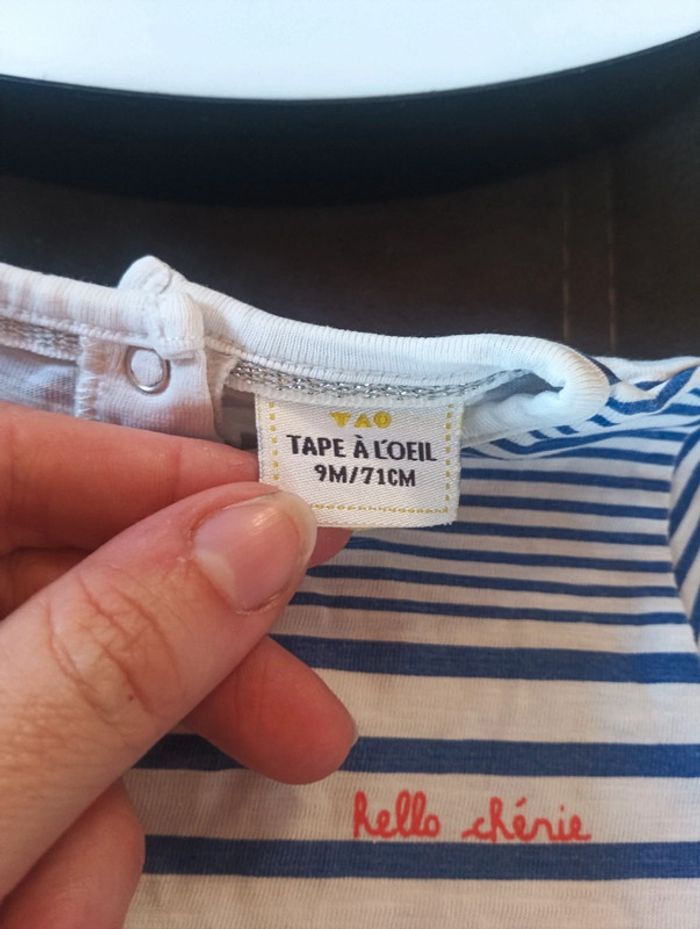 TAO
TAPE À L'OEIL
9M/71CM
hello chérie